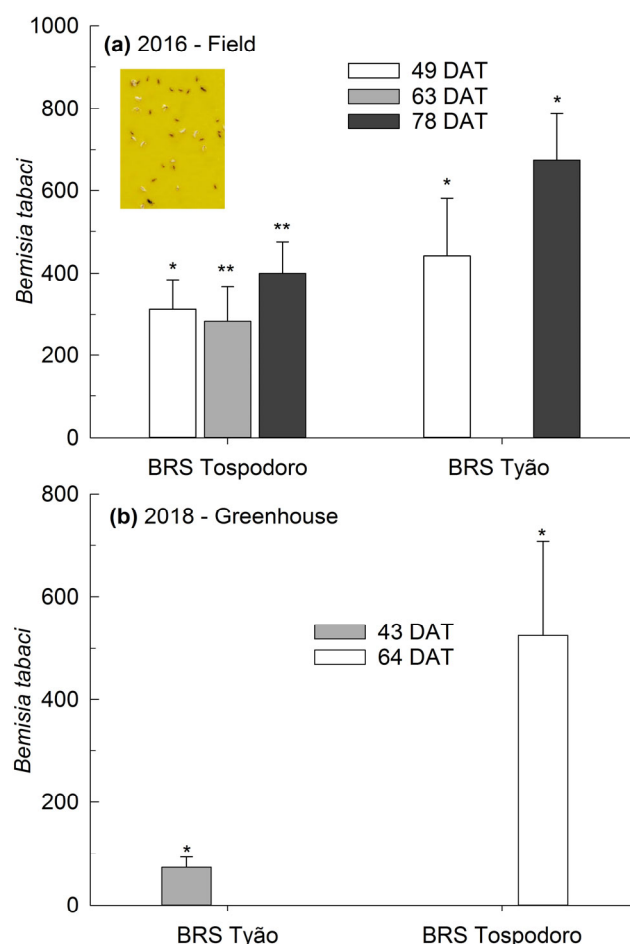 1000
(a) 2016 - Field
49 DAT
63 DAT
78 DAT
800
600
400
200
0
Bemisia tabaci
*
**
**
*
*
BRS Tospodoro
BRS Tyão
800
(b) 2018 - Greenhouse
43 DAT
64 DAT
600
400
200
0
Bemisia tabaci
*
*
BRS Tyão
BRS Tospodoro